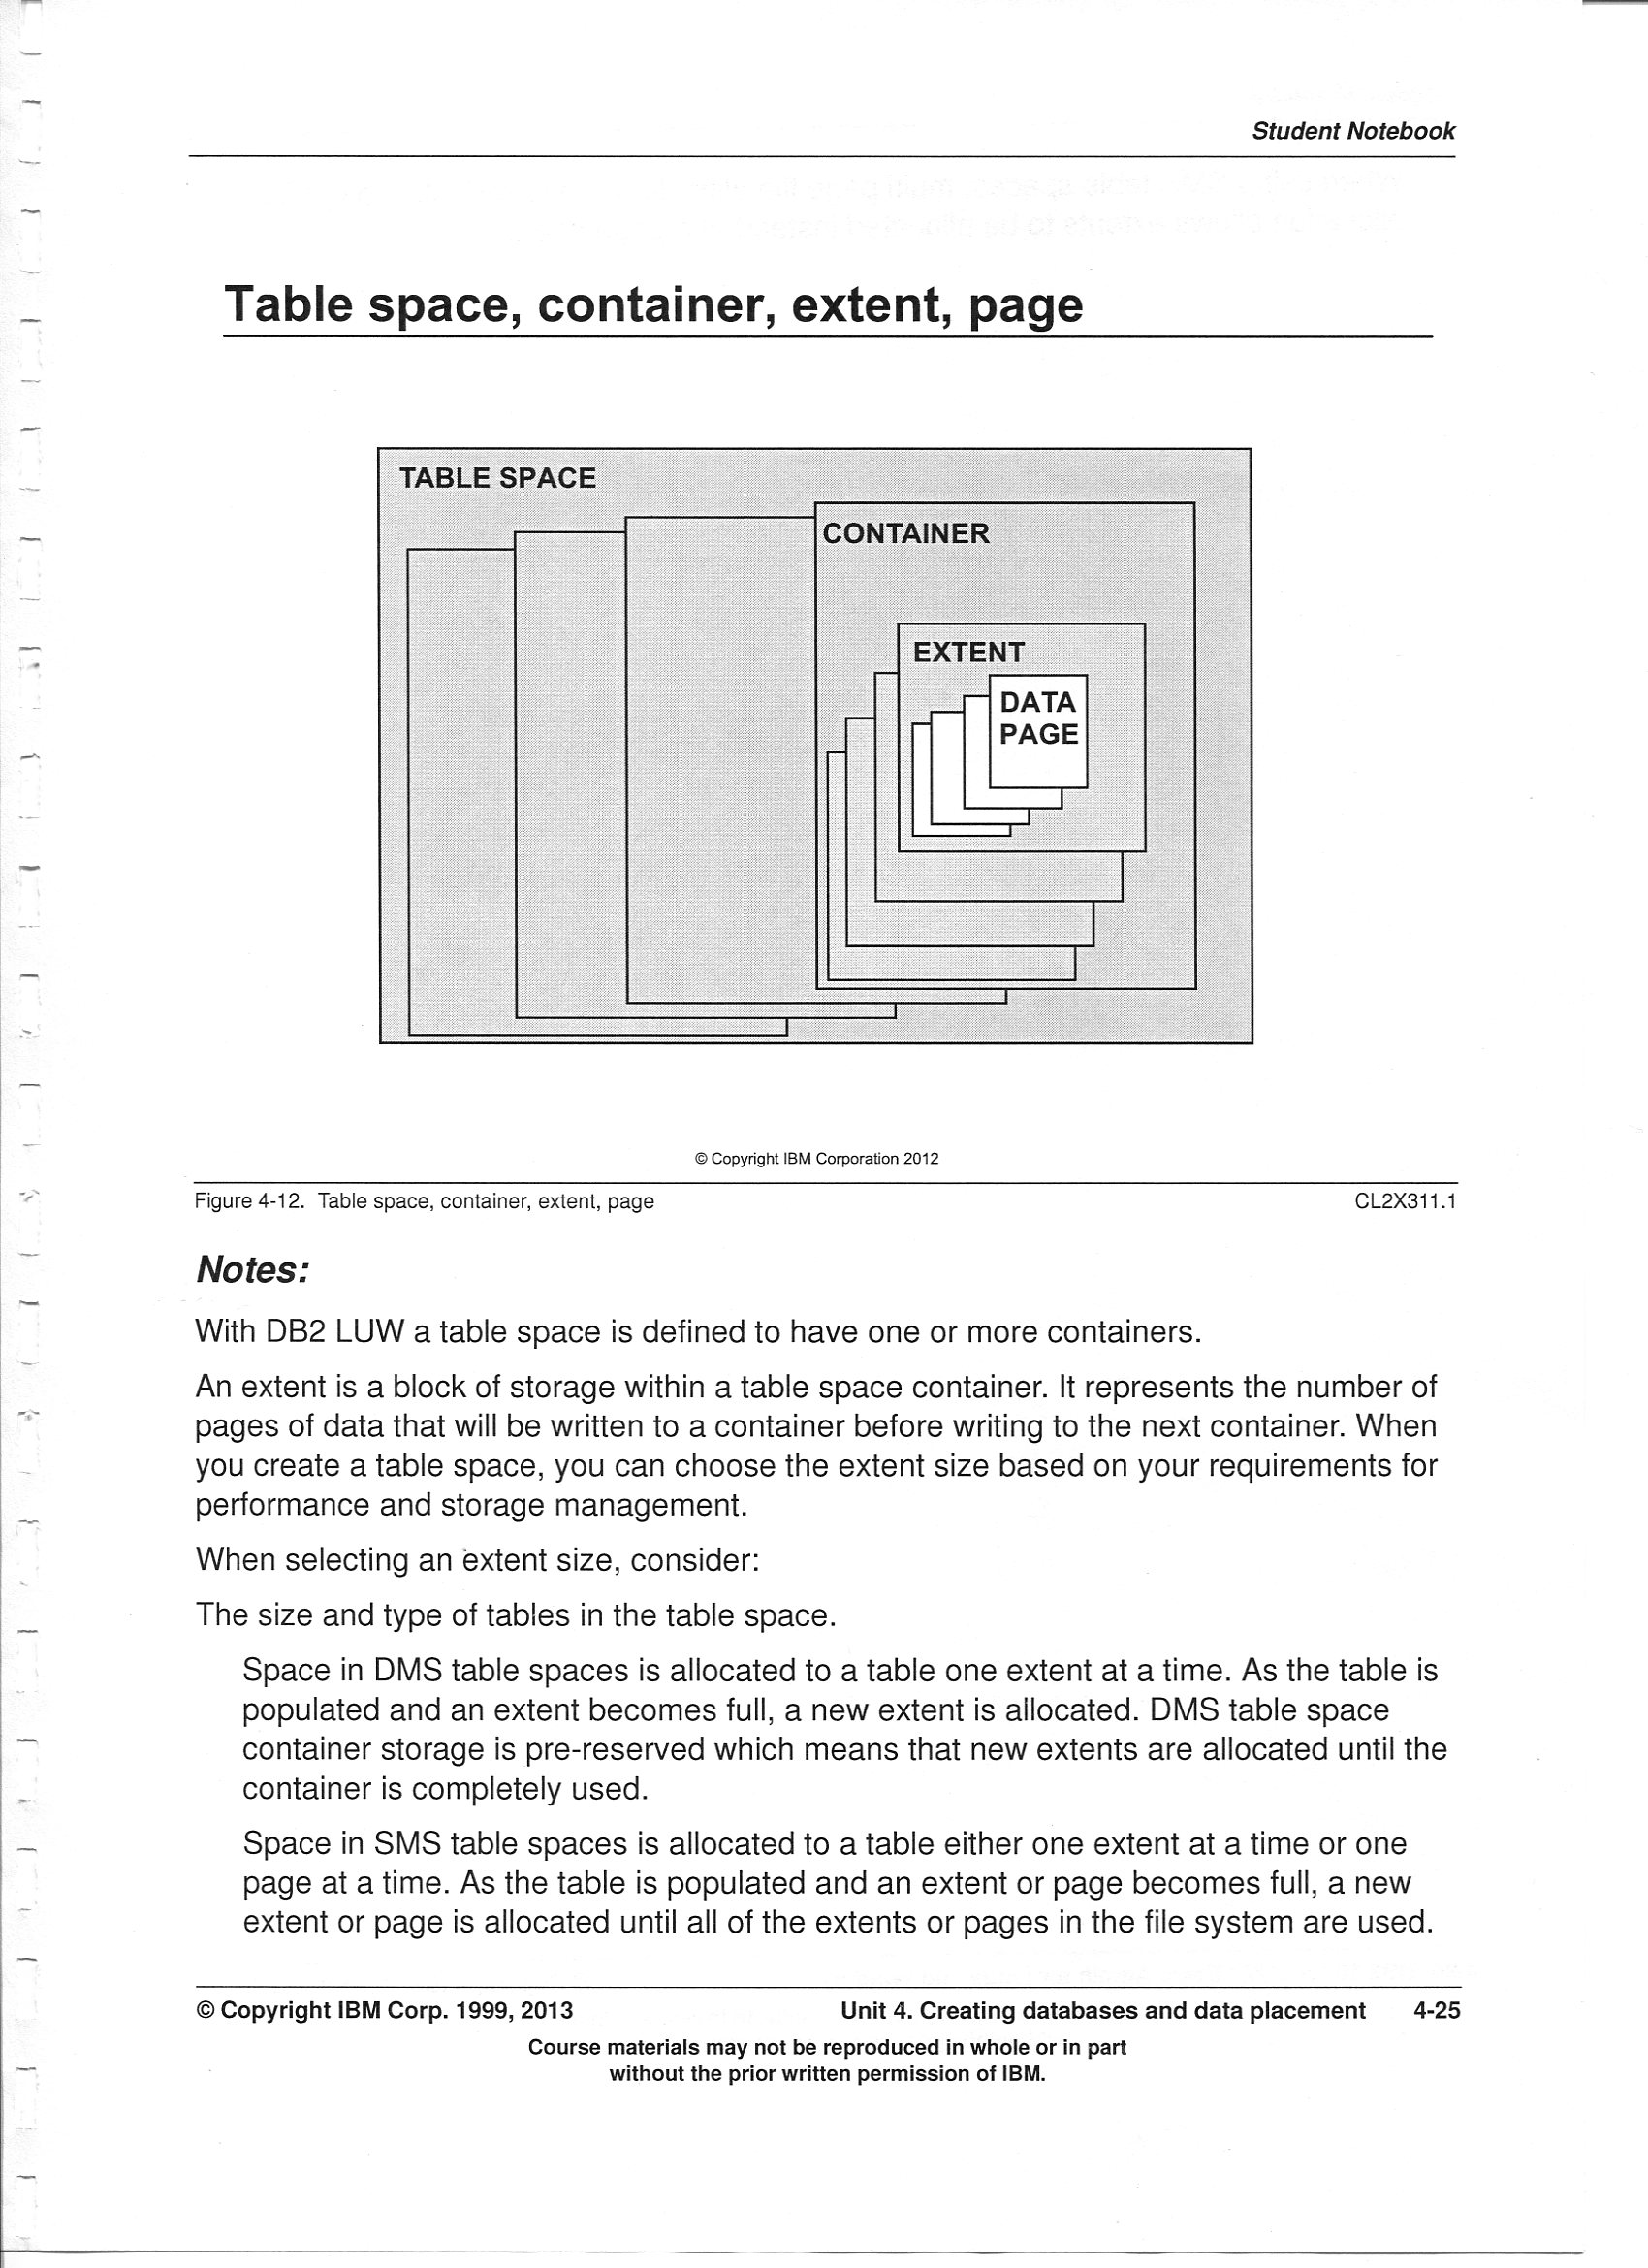 Student Notebook
Table space, container, extent, page
TABLE SPACE
CONTAINER
EXTENT
DATA
PAGE
© Copyright IBM Corporation 2012
Figure 4-12. Table space, container, extent, page CL2X311.1
Notes:
With DB2 LUW a table space is defined to have one or more containers.
An extent is a block of storage within a table space container. It represents the number of
pages of data that will be written to a container before writing to the next container. When
you create a table space, you can choose the extent size based on your requirements for
performance and storage management.
When selecting an extent size, consider:
The size and type of tables in the table space.
Space in DMS table spaces is allocated to a table one extent at a time. As the table is
populated and an extent becomes full, a new extent is allocated. DMS table space
container storage is pre-reserved which means that new extents are allocated until the
container is completely used.
Space in SMS table spaces is allocated to a table either one extent at a time or one
page at a time. As the table is populated and an extent or page becomes full, a new
extent or page is allocated until all of the extents or pages in the file system are used.
© Copyright IBM Corp. 1999, 2013 Unit 4. Creating databases and data placement 4-25
Course materials may not be reproduced in whole or in part
without the prior written permission of IBM.